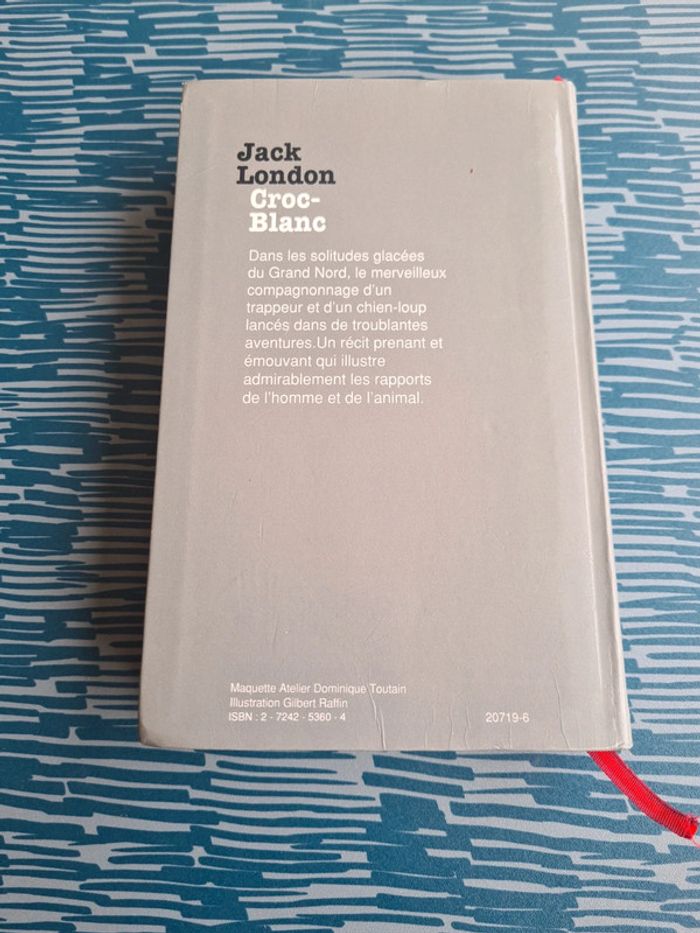 Jack
London
Croc-
Blanc
Dans les solitudes glacées
du Grand Nord, le merveilleux
compagnonnage d'un
trappeur et d'un chien-loup
lancés dans de troublantes
aventures.Un récit prenant et
émouvant qui illustre
admirablement les rapports
de l'homme et de l'animal.
Maquette Atelier Dominique Toutain
Illustration Gilbert Raffin
ISBN : 2 - 7242 - 5360 - 4
20719-6